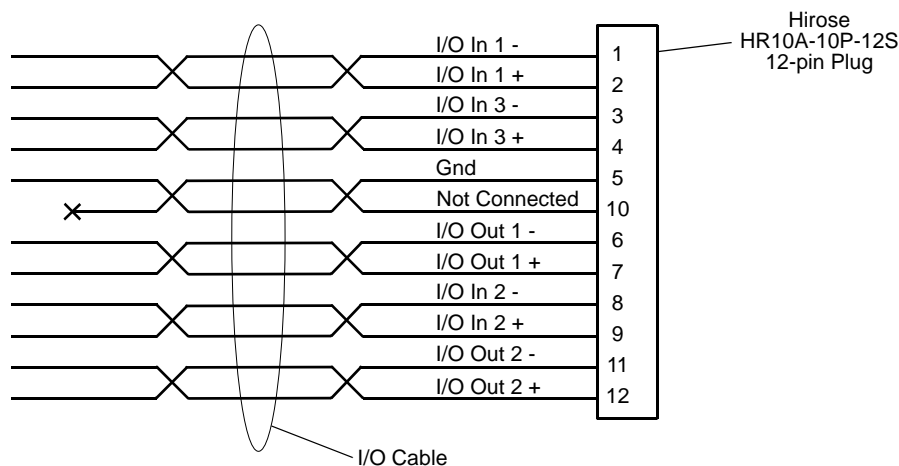 Hirose
HR10A-10P-12S
12-pin Plug
I/O In 1 - 1
I/O In 1 + 2
I/O In 3 - 3
I/O In 3 + 4
Gnd 5
Not Connected 10
I/O Out 1 - 6
I/O Out 1 + 7
I/O In 2 - 8
I/O In 2 + 9
I/O Out 2 - 11
I/O Out 2 + 12
I/O Cable